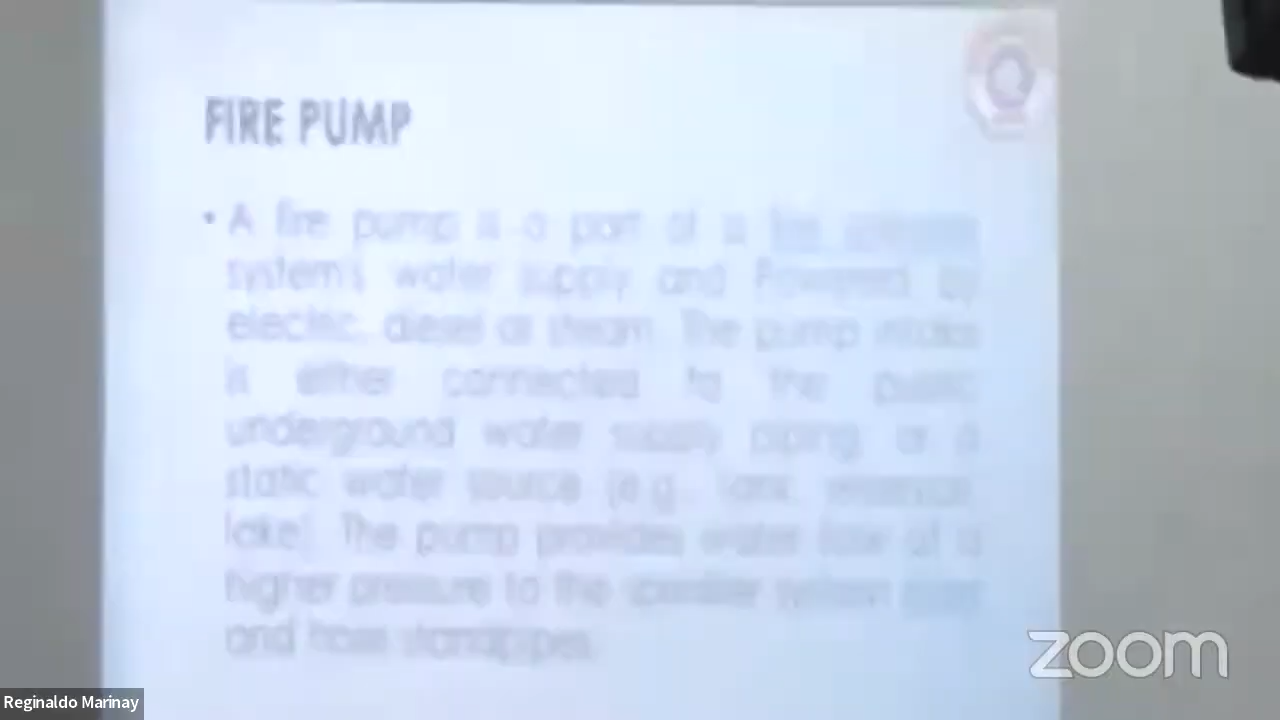 FIRE PUMP
• A fire pump is a part of a fire sprinkler
system's water supply and Powered by
electric, diesel or steam. The pump intake
is either connected to the public
underground water supply piping, or a
static water source (e.g., tank, reservoir,
lake). The pump provides water flow at a
higher pressure to the sprinkler system risers
and hose standpipes.
zoom
Reginaldo Marinay